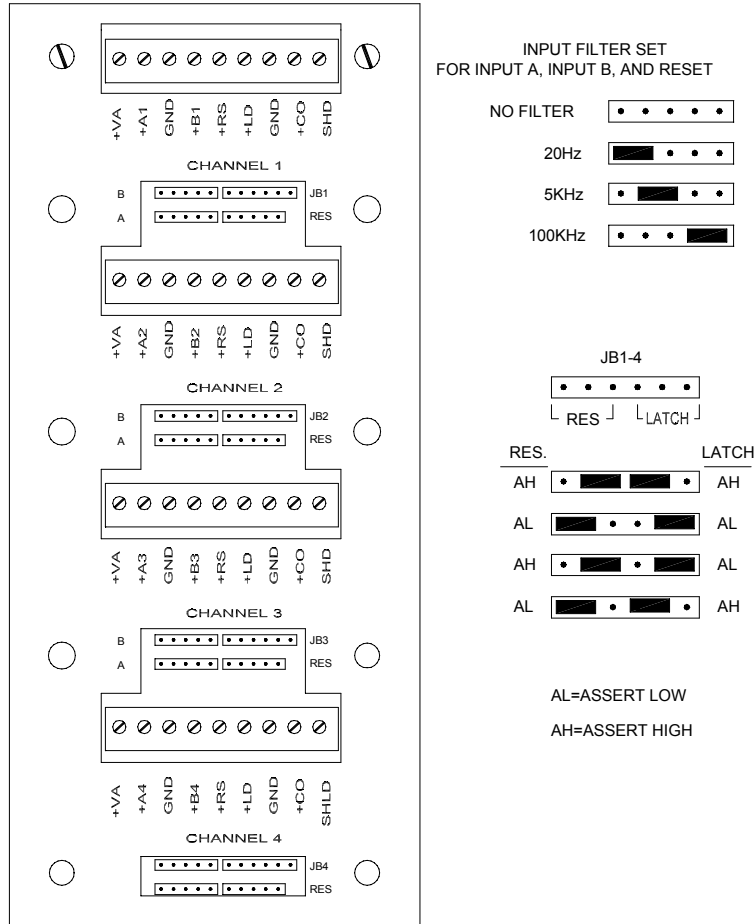 +VA +A1 GND +B1 +RS +LD GND +CO SHD
CHANNEL 1
B JB1
A RES
+VA +A2 GND +B2 +RS +LD GND +CO SHD
CHANNEL 2
B JB2
A RES
+VA +A3 GND +B3 +RS +LD GND +CO SHD
CHANNEL 3
B JB3
A RES
+VA +A4 GND +B4 +RS +LD GND +CO SHLD
CHANNEL 4
JB4
RES
INPUT FILTER SET
FOR INPUT A, INPUT B, AND RESET
NO FILTER
20Hz
5KHz
100KHz
JB1-4
RES LATCH
RES. LATCH
AH AH
AL AL
AH AL
AL AH
AL=ASSERT LOW
AH=ASSERT HIGH